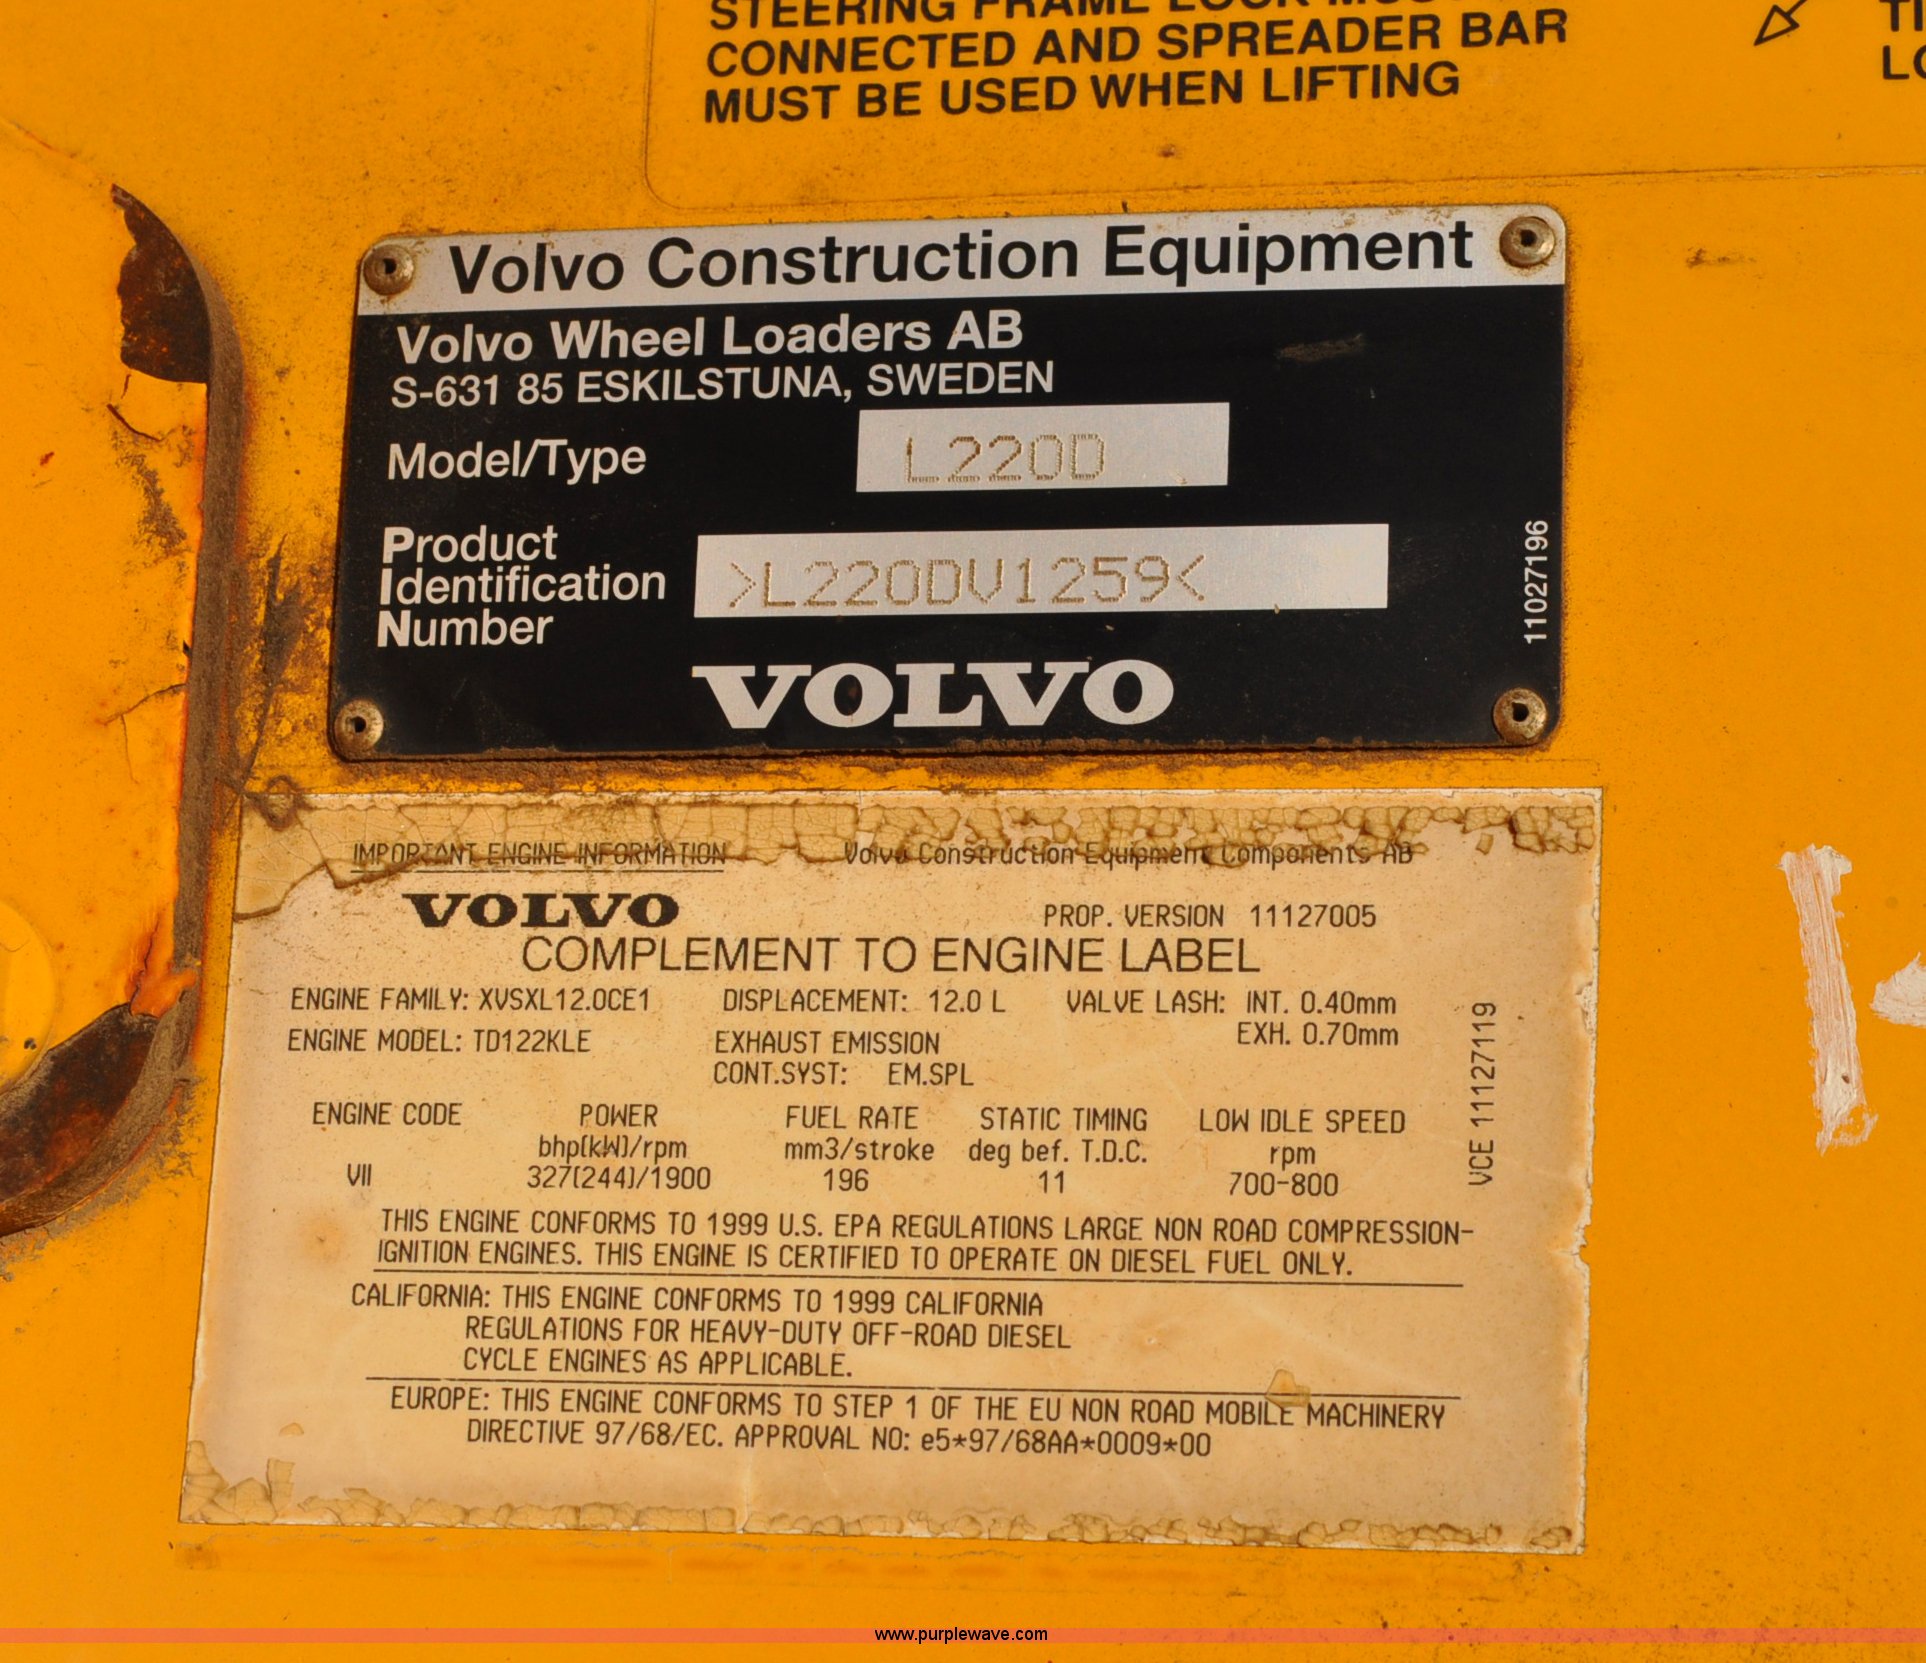 STEERING FRAME LOCK MUST
CONNECTED AND SPREADER BAR
MUST BE USED WHEN LIFTING
Volvo Construction Equipment
Volvo Wheel Loaders AB
S-631 85 ESKILSTUNA, SWEDEN
Model/Type L220D
Product
Identification >L220DV1259<
Number
11027196
VOLVO
IMPORTANT ENGINE INFORMATION Volvo Construction Equipment Components AB
VOLVO PROP. VERSION 11127005
COMPLEMENT TO ENGINE LABEL
ENGINE FAMILY: XVSXL12.0CE1 DISPLACEMENT: 12.0 L VALVE LASH: INT. 0.40mm
EXH. 0.70mm
ENGINE MODEL: TD122KLE EXHAUST EMISSION
CONT.SYST: EM.SPL
ENGINE CODE POWER FUEL RATE STATIC TIMING LOW IDLE SPEED
bhp(kW)/rpm mm3/stroke deg bef. T.D.C. rpm
VII 327(244)/1900 196 11 700-800
VCE 11127119
THIS ENGINE CONFORMS TO 1999 U.S. EPA REGULATIONS LARGE NON ROAD COMPRESSION-
IGNITION ENGINES. THIS ENGINE IS CERTIFIED TO OPERATE ON DIESEL FUEL ONLY.
CALIFORNIA: THIS ENGINE CONFORMS TO 1999 CALIFORNIA
REGULATIONS FOR HEAVY-DUTY OFF-ROAD DIESEL
CYCLE ENGINES AS APPLICABLE.
EUROPE: THIS ENGINE CONFORMS TO STEP 1 OF THE EU NON ROAD MOBILE MACHINERY
DIRECTIVE 97/68/EC. APPROVAL NO: e5*97/68AA*0009*00
www.purplewave.com